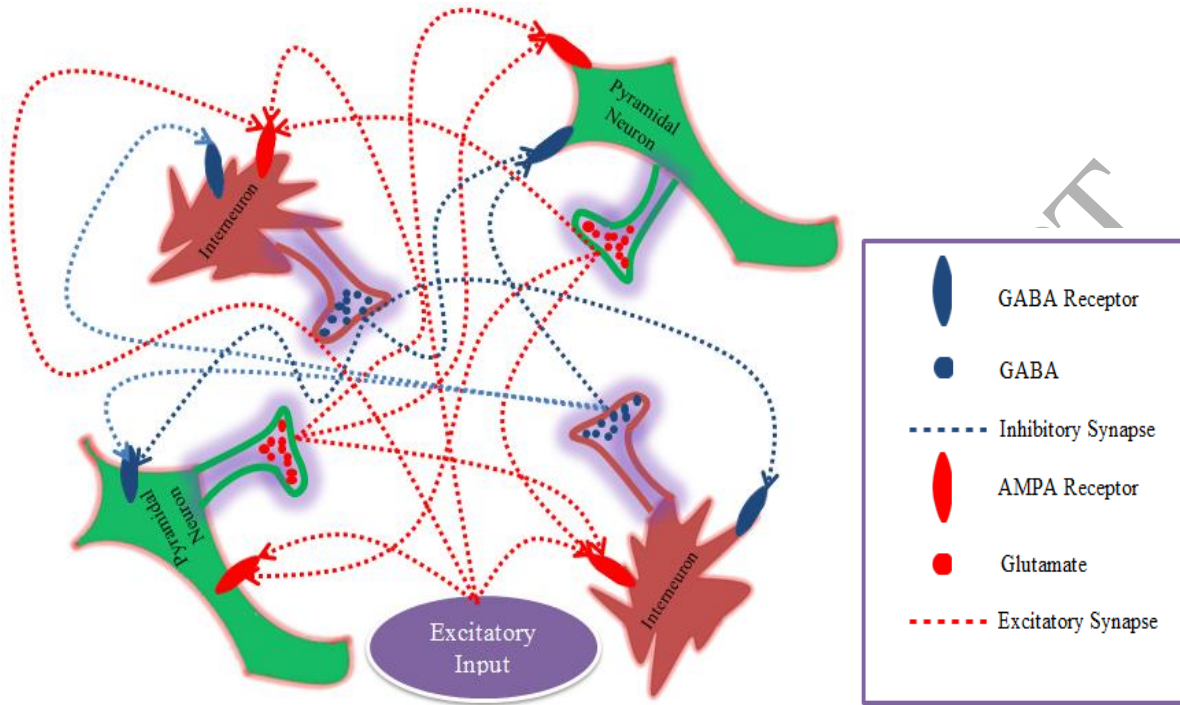 Pyramidal
Neuron
Interneuron
GABA Receptor
GABA
Inhibitory Synapse
AMPA Receptor
Glutamate
Excitatory Synapse
Pyramidal
Neuron
Interneuron
Excitatory
Input